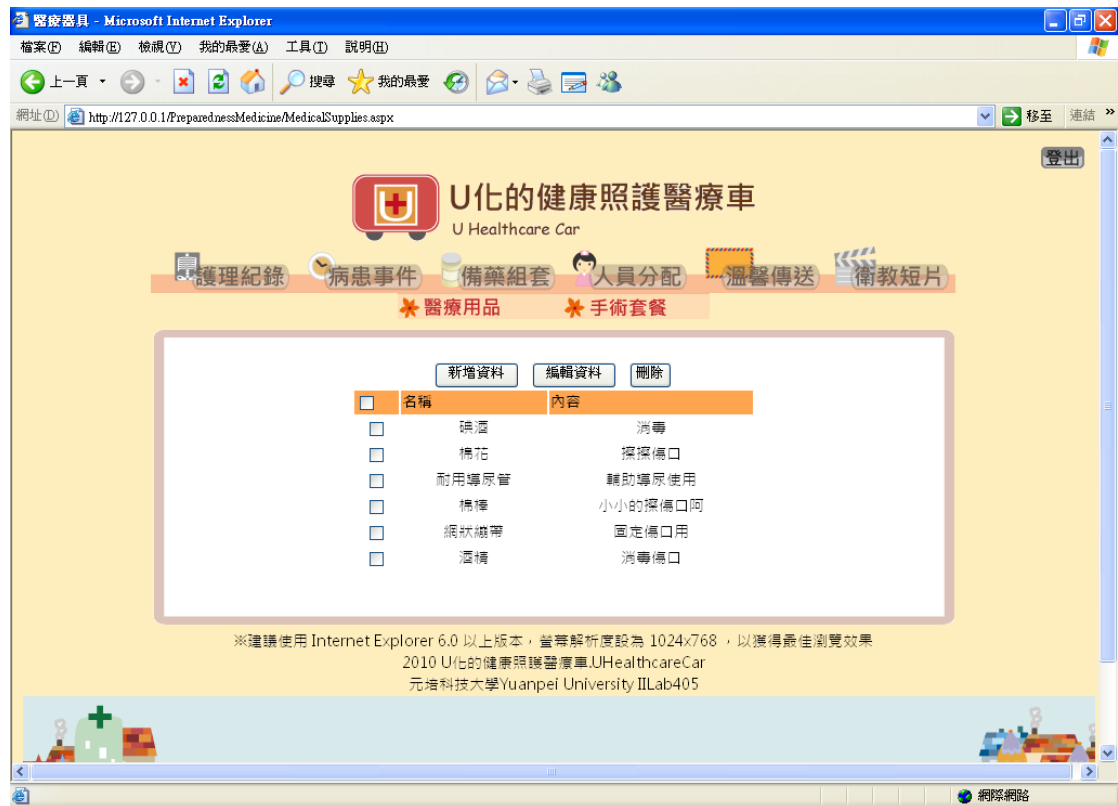 醫療器具 - Microsoft Internet Explorer
檔案(F) 編輯(E) 檢視(V) 我的最愛(A) 工具(T) 說明(H)
上一頁 搜尋 我的最愛
網址(D) http://127.0.0.1/PreparednessMedicine/MedicalSupplies.aspx 移至 連結 »
登出
U化的健康照護醫療車
U Healthcare Car
護理紀錄 病患事件 備藥組套 人員分配 溫馨傳送 衛教短片
醫療用品 手術套餐
新增資料 編輯資料 刪除
名稱 內容
碘酒 消毒
棉花 擦擦傷口
耐用導尿管 輔助導尿使用
棉棒 小小的擦傷口阿
網狀繃帶 固定傷口用
酒精 消毒傷口
※建議使用 Internet Explorer 6.0 以上版本，螢幕解析度設為 1024x768 ，以獲得最佳瀏覽效果
2010 U化的健康照護醫療車.UHealthcareCar
元培科技大學Yuanpei University IILab405
網際網路